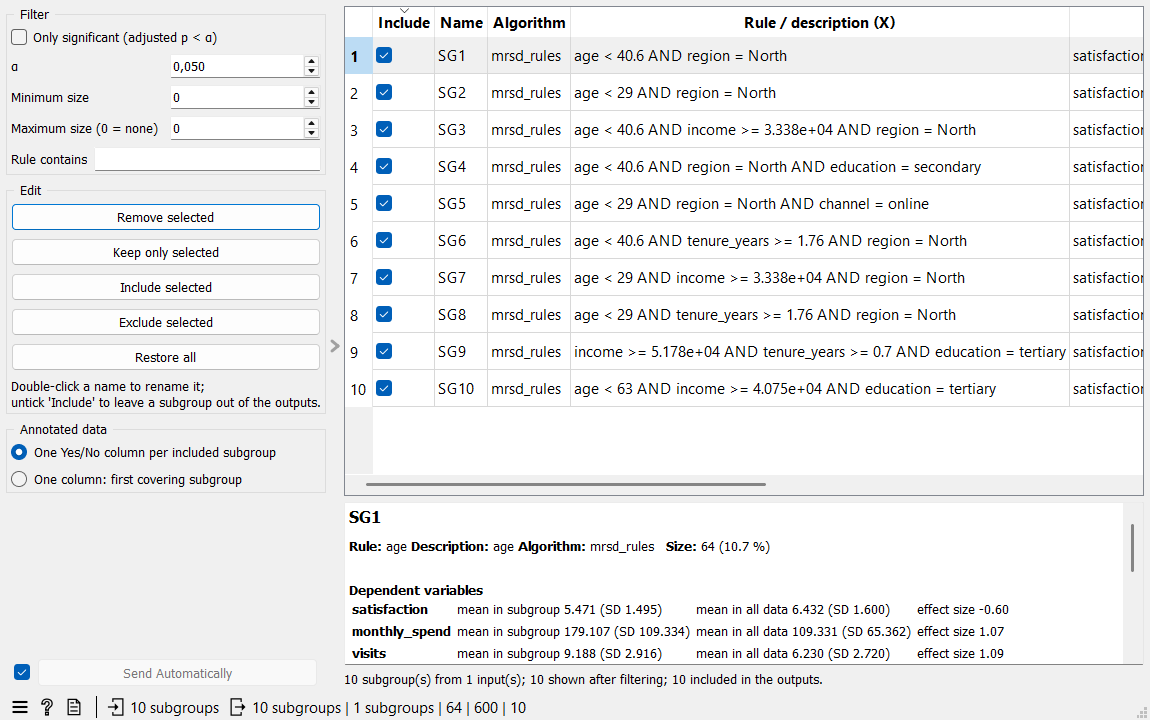 Filter
Only significant (adjusted p < α)
α 0,050
Minimum size 0
Maximum size (0 = none) 0
Rule contains
Edit
Remove selected
Keep only selected
Include selected
Exclude selected
Restore all
Double-click a name to rename it;
untick 'Include' to leave a subgroup out of the outputs.
Annotated data
One Yes/No column per included subgroup
One column: first covering subgroup
Send Automatically
Include Name Algorithm Rule / description (X)
1 SG1 mrsd_rules age < 40.6 AND region = North satisfaction
2 SG2 mrsd_rules age < 29 AND region = North satisfaction
3 SG3 mrsd_rules age < 40.6 AND income >= 3.338e+04 AND region = North satisfaction
4 SG4 mrsd_rules age < 40.6 AND region = North AND education = secondary satisfaction
5 SG5 mrsd_rules age < 29 AND region = North AND channel = online satisfaction
6 SG6 mrsd_rules age < 40.6 AND tenure_years >= 1.76 AND region = North satisfaction
7 SG7 mrsd_rules age < 29 AND income >= 3.338e+04 AND region = North satisfaction
8 SG8 mrsd_rules age < 29 AND tenure_years >= 1.76 AND region = North satisfaction
9 SG9 mrsd_rules income >= 5.178e+04 AND tenure_years >= 0.7 AND education = tertiary satisfaction
10 SG10 mrsd_rules age < 63 AND income >= 4.075e+04 AND education = tertiary satisfaction
SG1
Rule: age Description: age Algorithm: mrsd_rules Size: 64 (10.7 %)
Dependent variables
satisfaction mean in subgroup 5.471 (SD 1.495) mean in all data 6.432 (SD 1.600) effect size -0.60
monthly_spend mean in subgroup 179.107 (SD 109.334) mean in all data 109.331 (SD 65.362) effect size 1.07
visits mean in subgroup 9.188 (SD 2.916) mean in all data 6.230 (SD 2.720) effect size 1.09
10 subgroup(s) from 1 input(s); 10 shown after filtering; 10 included in the outputs.
10 subgroups 10 subgroups | 1 subgroups | 64 | 600 | 10